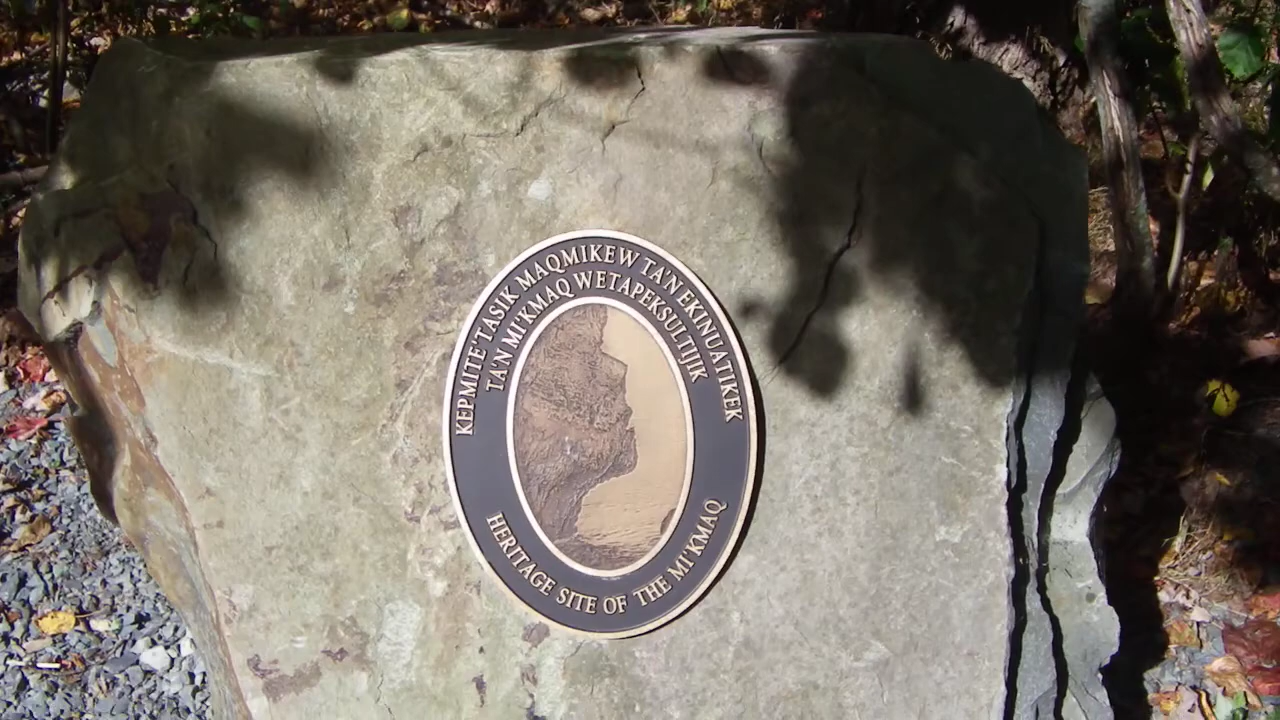 KEPMITE'TASIK MAQMIKEW TA'N EKINUATIKEK
TA'N MI'KMAQ WETAPEKSULTIJIK
HERITAGE SITE OF THE MI'KMAQ